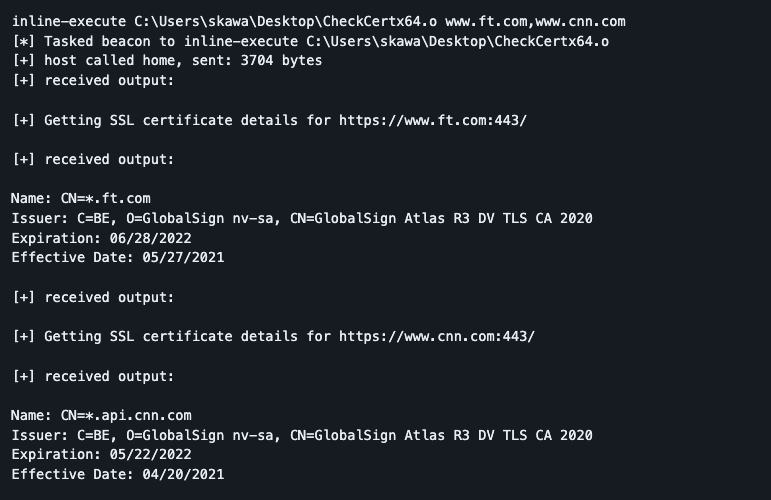 inline-execute C:\Users\skawa\Desktop\CheckCertx64.o www.ft.com,www.cnn.com
[*] Tasked beacon to inline-execute C:\Users\skawa\Desktop\CheckCertx64.o
[+] host called home, sent: 3704 bytes
[+] received output:
[+] Getting SSL certificate details for https://www.ft.com:443/
[+] received output:
Name: CN=*.ft.com
Issuer: C=BE, O=GlobalSign nv-sa, CN=GlobalSign Atlas R3 DV TLS CA 2020
Expiration: 06/28/2022
Effective Date: 05/27/2021
[+] received output:
[+] Getting SSL certificate details for https://www.cnn.com:443/
[+] received output:
Name: CN=*.api.cnn.com
Issuer: C=BE, O=GlobalSign nv-sa, CN=GlobalSign Atlas R3 DV TLS CA 2020
Expiration: 05/22/2022
Effective Date: 04/20/2021